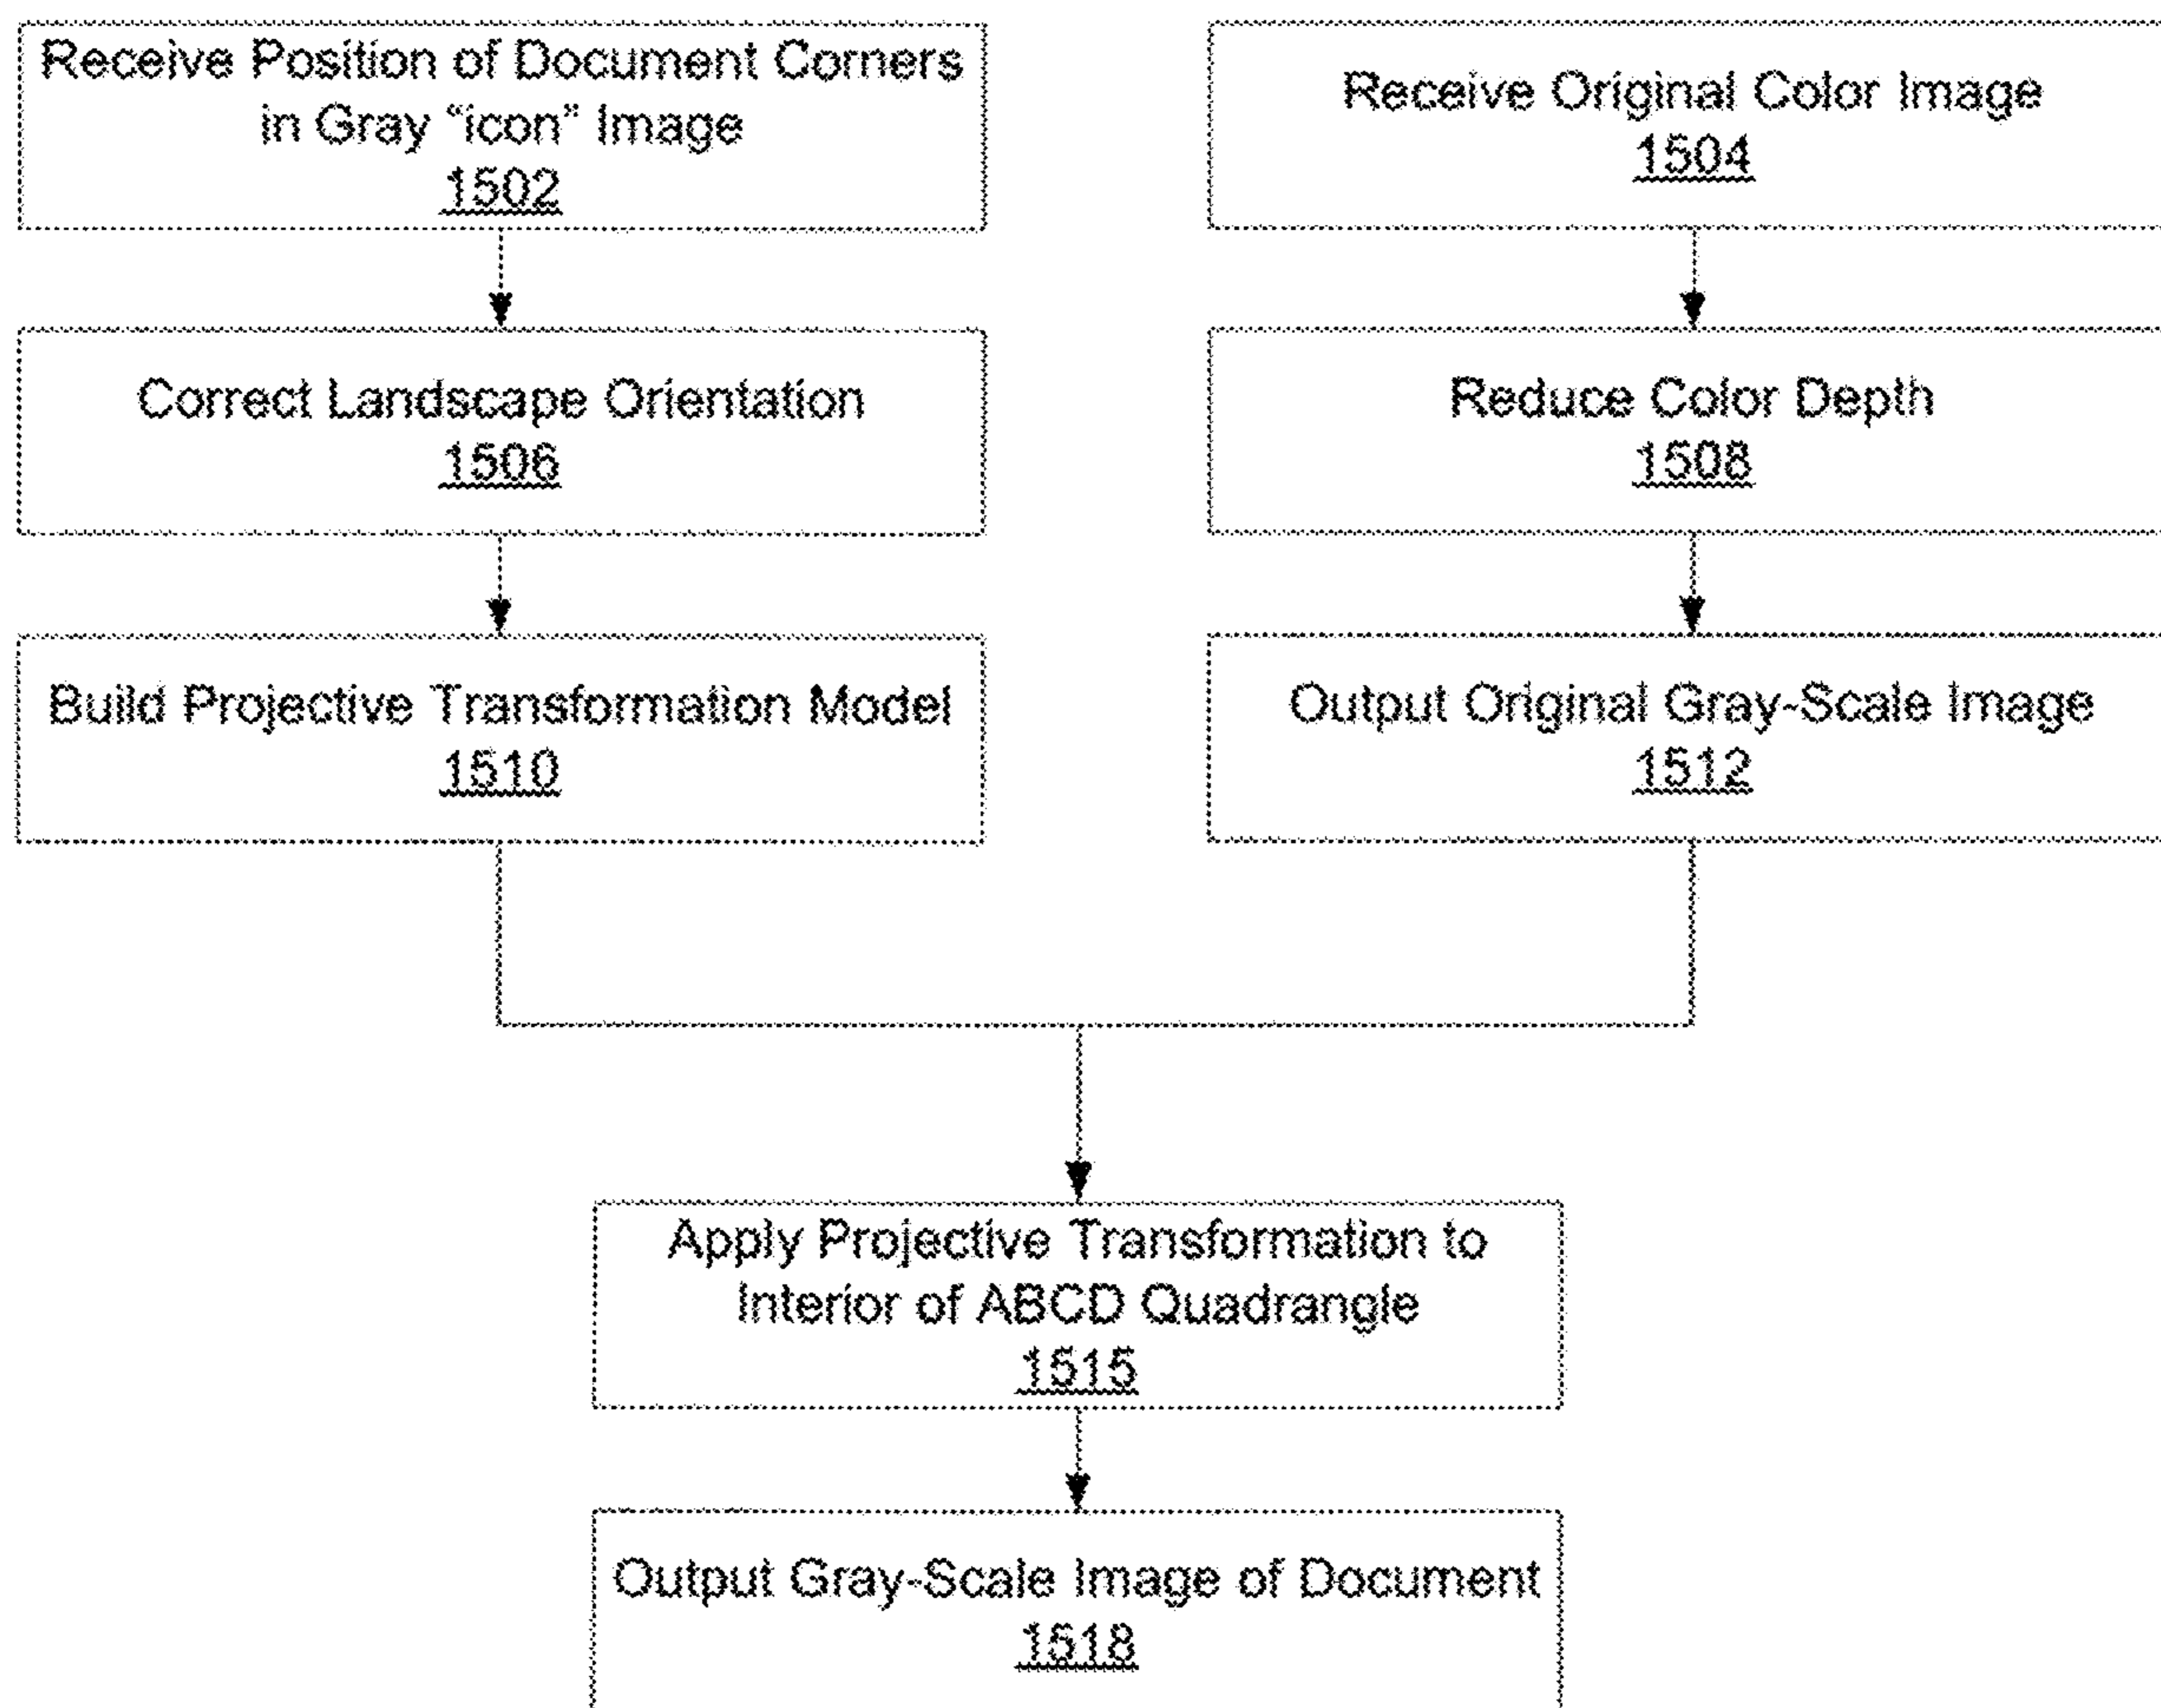 Receive Position of Document Corners
in Gray “icon” Image
1502
Receive Original Color Image
1504
Correct Landscape Orientation
1506
Reduce Color Depth
1508
Build Projective Transformation Model
1510
Output Original Gray-Scale Image
1512
Apply Projective Transformation to
Interior of ABCD Quadrangle
1515
Output Gray-Scale Image of Document
1518